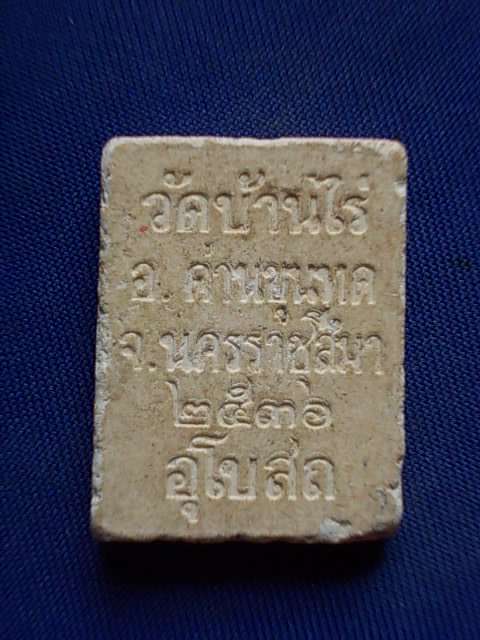 วัดบ้านไร่
อ. ด่านขุนทด
จ. นครราชสีมา
๒๕๓๖
อุโบสถ